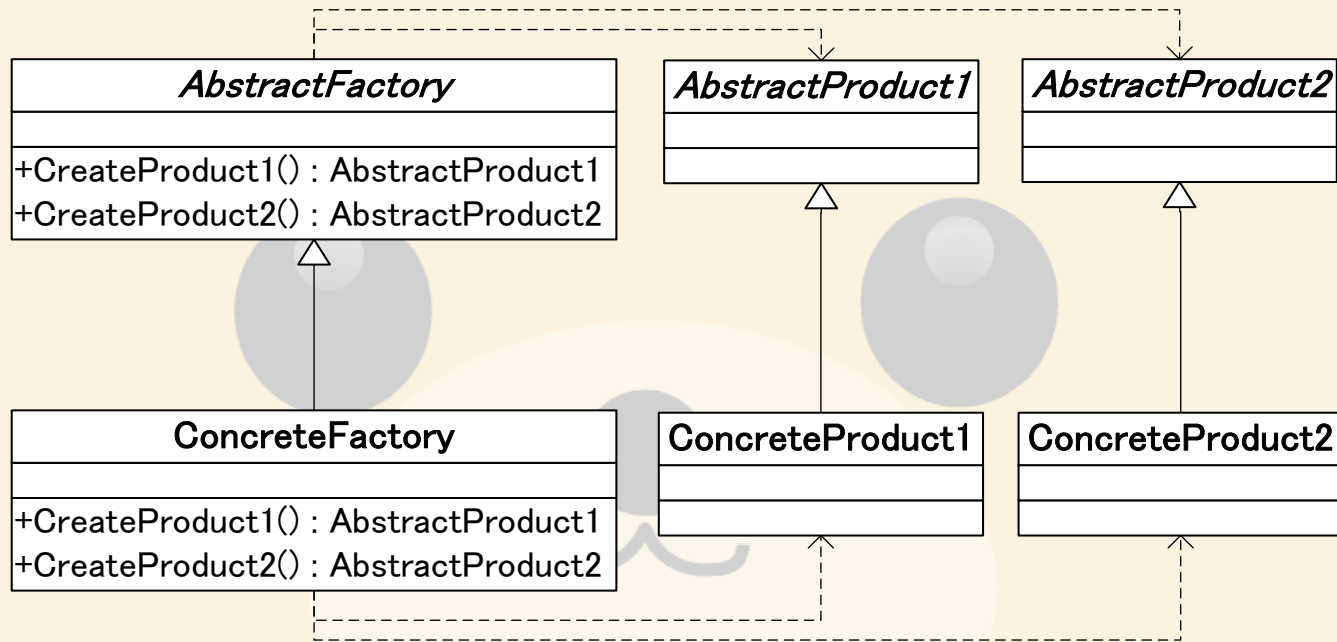 AbstractFactory
+CreateProduct1() : AbstractProduct1
+CreateProduct2() : AbstractProduct2
AbstractProduct1
AbstractProduct2
ConcreteFactory
+CreateProduct1() : AbstractProduct1
+CreateProduct2() : AbstractProduct2
ConcreteProduct1
ConcreteProduct2